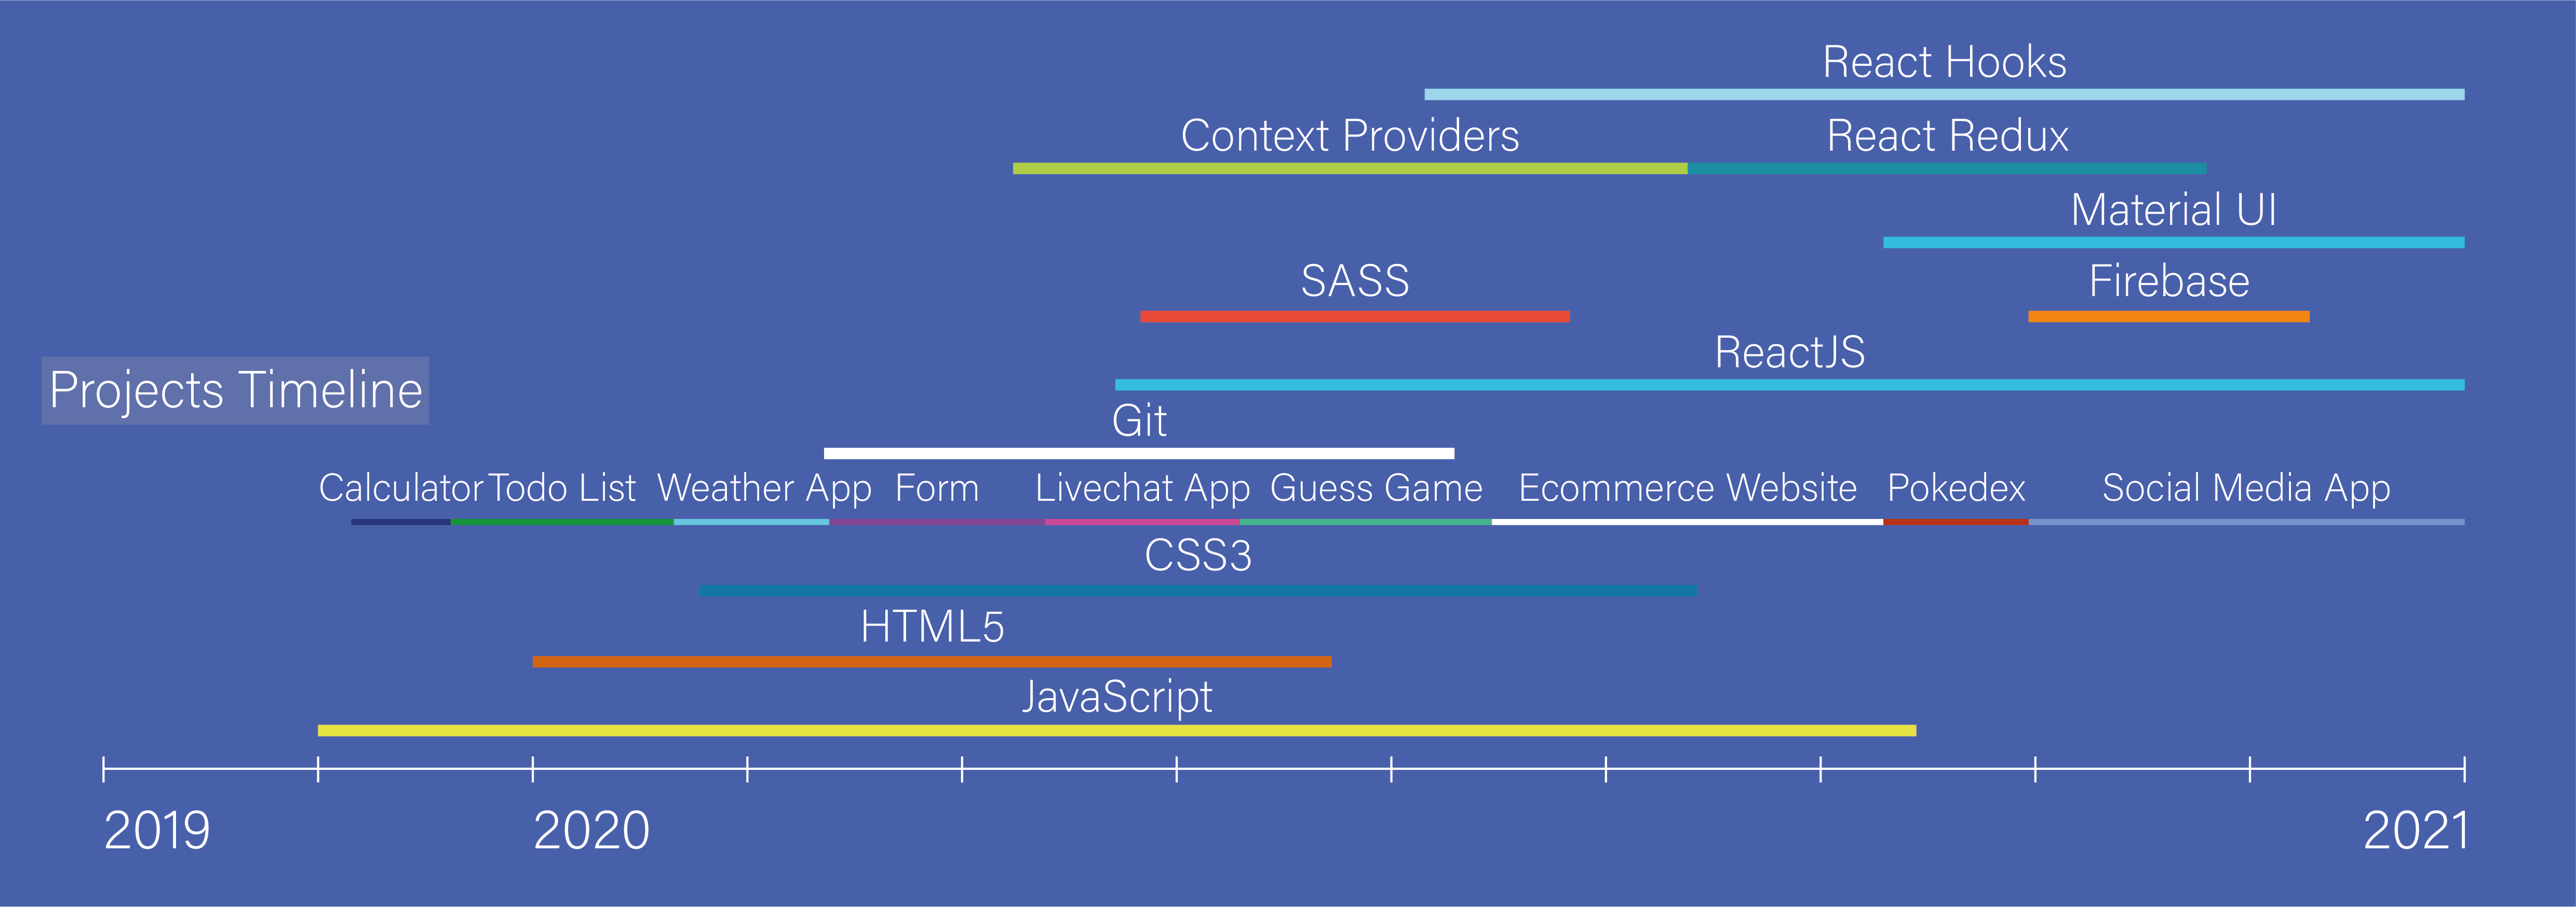 React Hooks
Context Providers
React Redux
Material UI
SASS
Firebase
ReactJS
Projects Timeline
Git
Calculator
Todo List
Weather App
Form
Livechat App
Guess Game
Ecommerce Website
Pokedex
Social Media App
CSS3
HTML5
JavaScript
2019
2020
2021